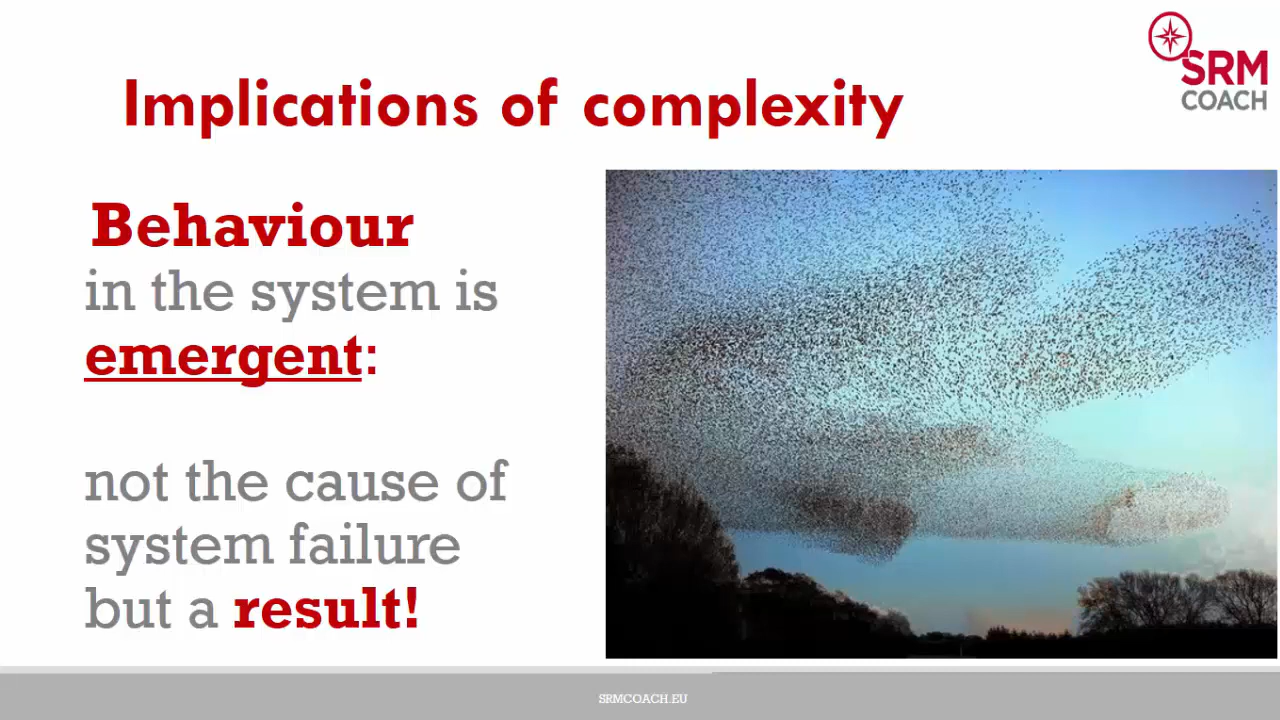 SRM
COACH
Implications of complexity
Behaviour
in the system is
emergent:
not the cause of
system failure
but a result!
SRMCOACH.EU